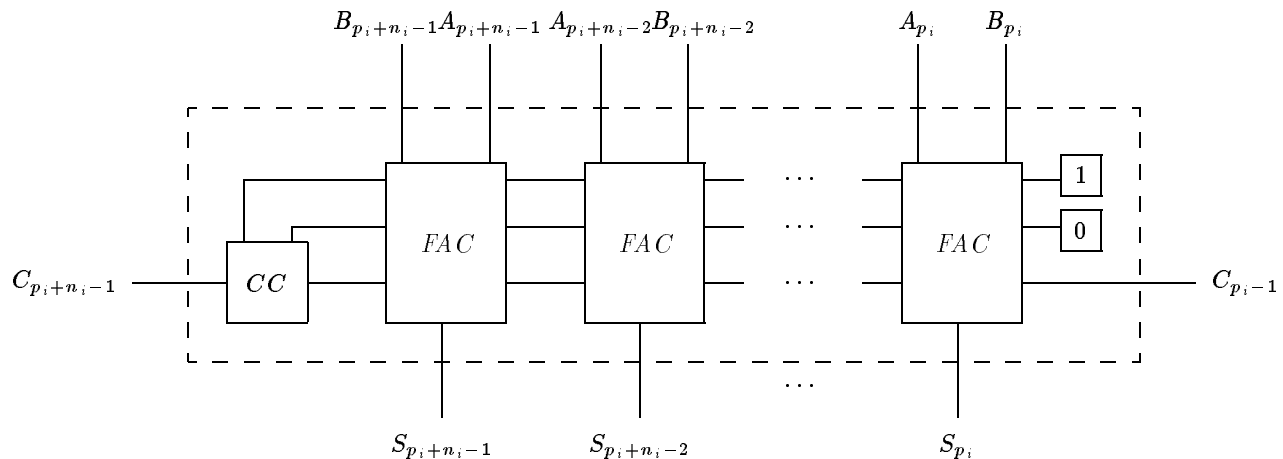 B_{p_i+n_i-1} A_{p_i+n_i-1} A_{p_i+n_i-2} B_{p_i+n_i-2} A_{p_i} B_{p_i}
1
FAC FAC ··· FAC
0
···
C_{p_i+n_i-1} CC ··· C_{p_i-1}
···
S_{p_i+n_i-1} S_{p_i+n_i-2} S_{p_i}